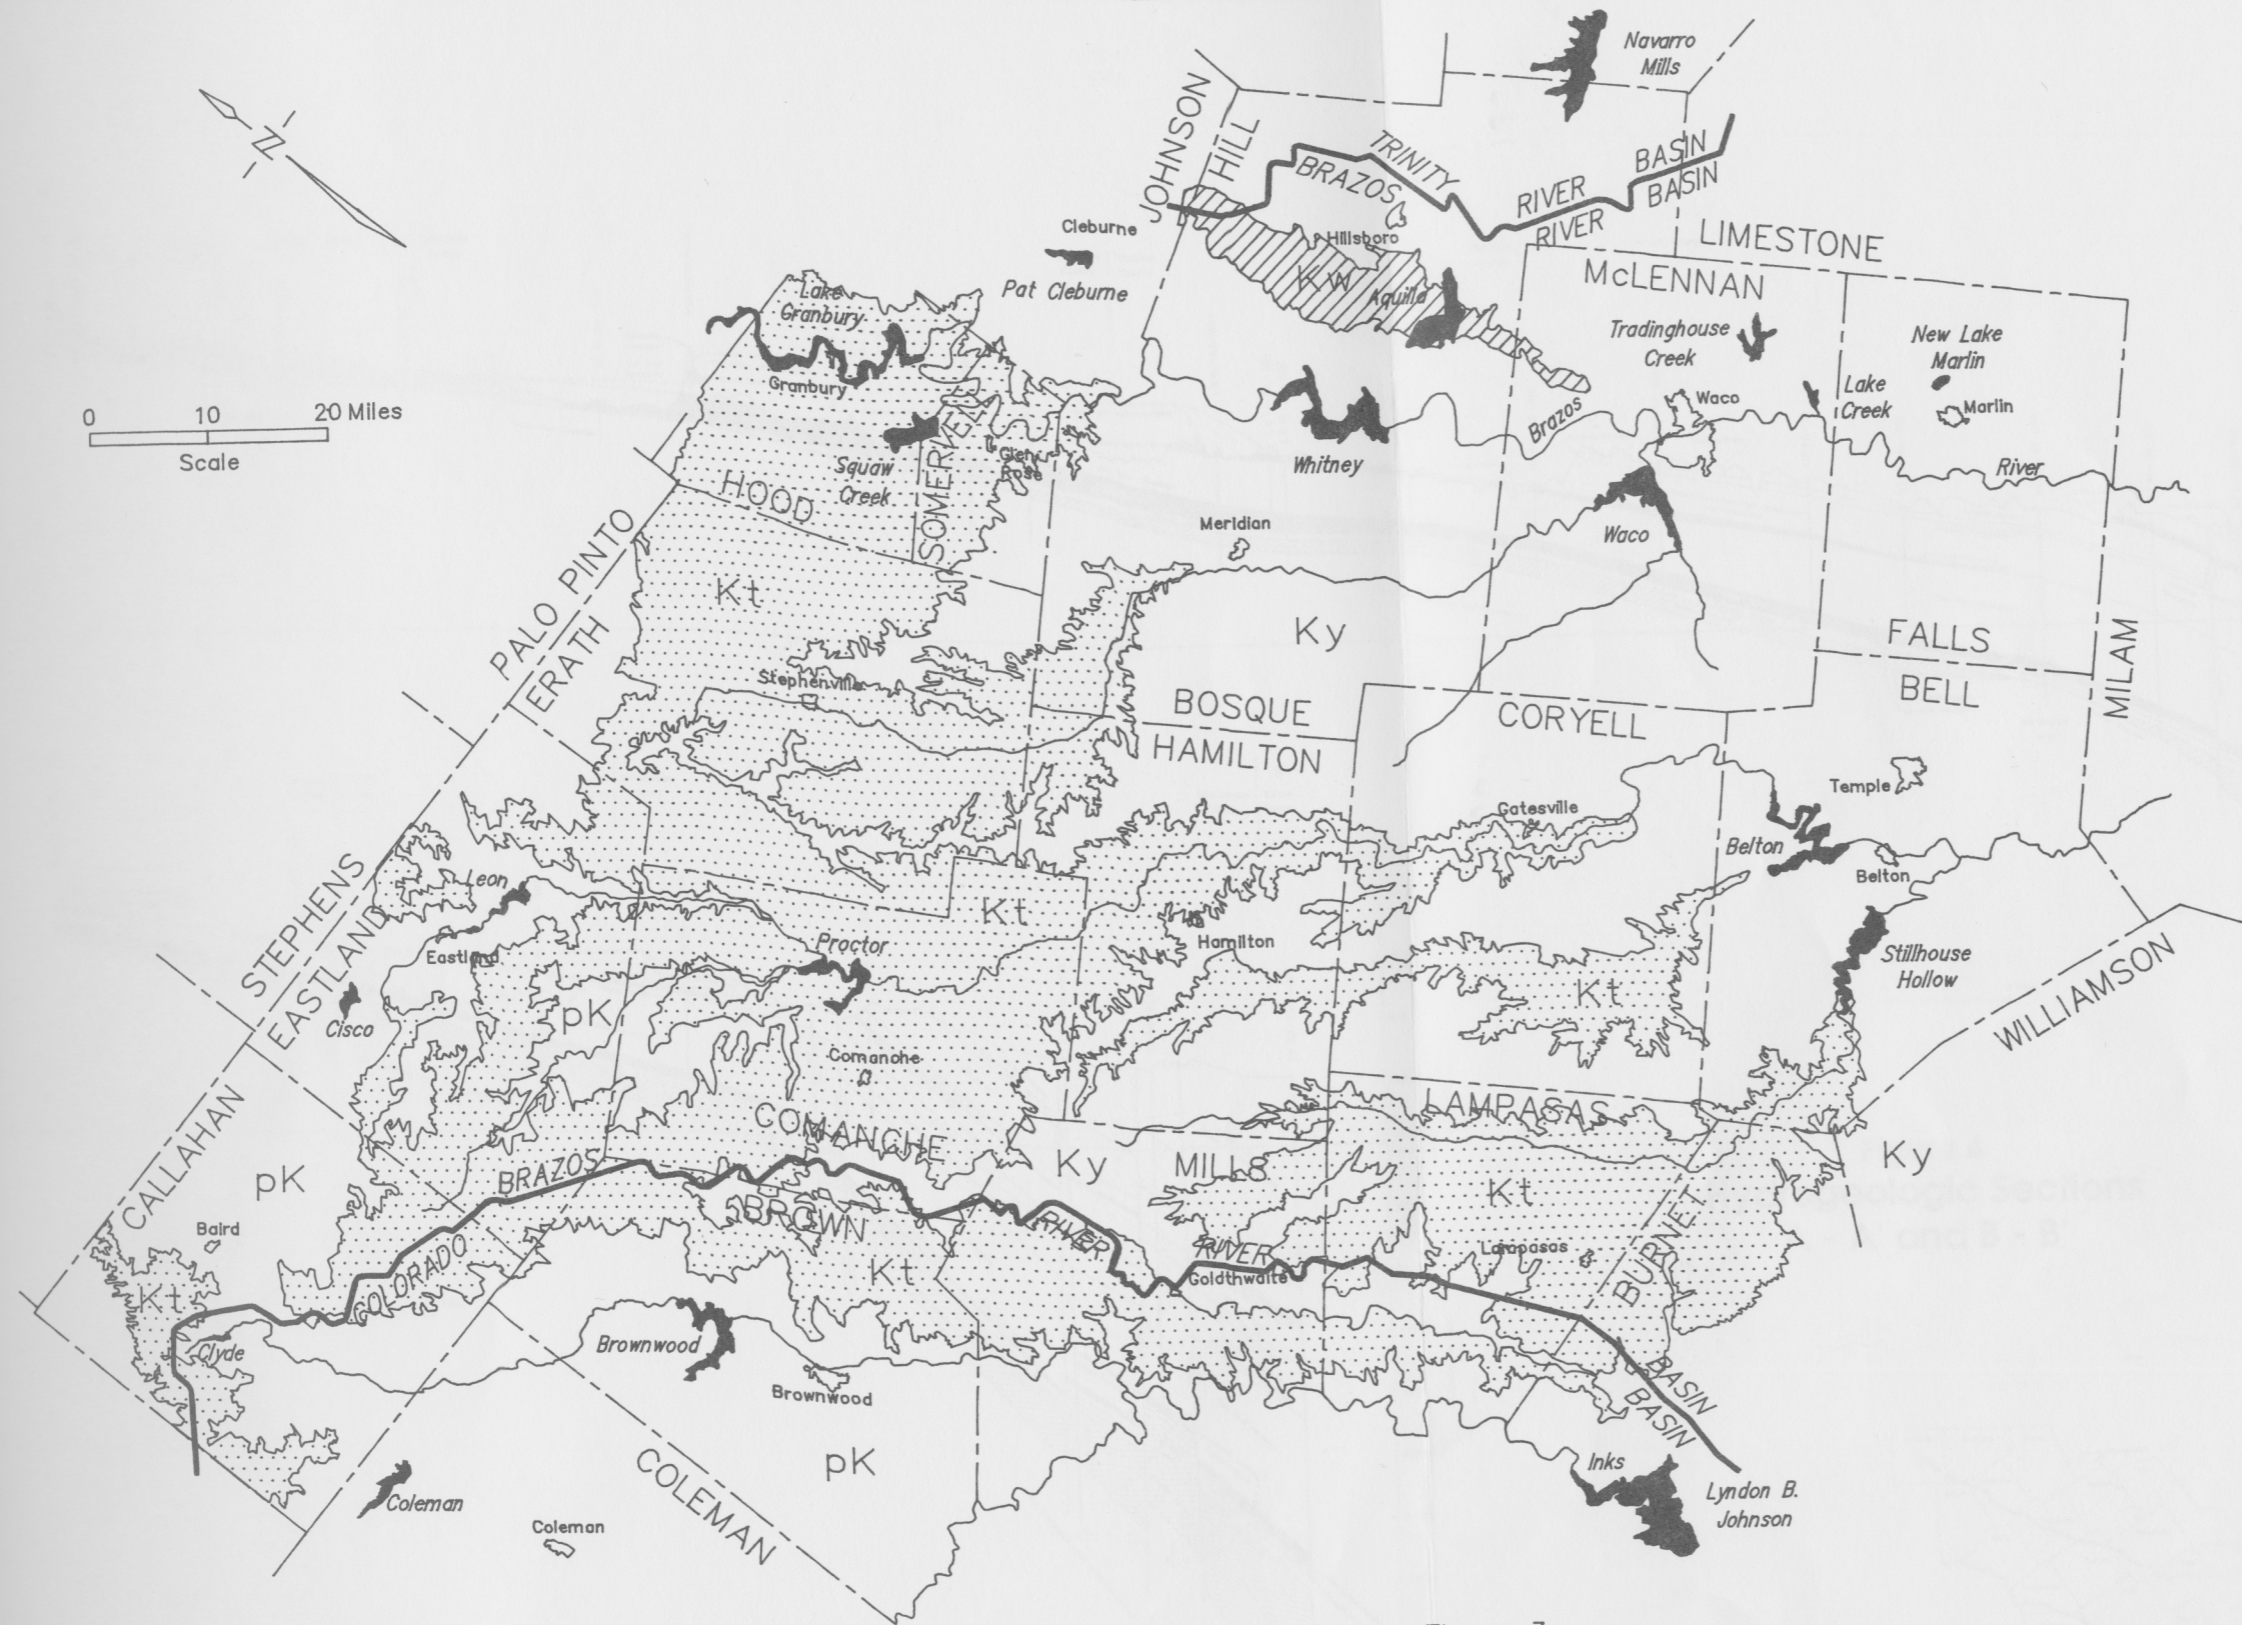 Navarro
Mills
JOHNSON
HILL
TRINITY
BRAZOS
RIVER
RIVER
BASIN
BASIN
N
Cleburne
Pat Cleburne
Hillsboro
Kw
Aquilla
LIMESTONE
McLENNAN
Tradinghouse
Creek
New Lake
Marlin
Lake
Creek
Marlin
Lake
Granbury
Granbury
0 10 20 Miles
Scale
Squaw
Creek
SOMERVELL
Glen
Rose
HOOD
Whitney
Brazos
Waco
River
Waco
Meridian
PALO PINTO
ERATH
Kt
Ky
Stephenville
BOSQUE
HAMILTON
CORYELL
FALLS
BELL
MILAM
Temple
Gatesville
Belton
Belton
STEPHENS
EASTLAND
Leon
Eastland
Cisco
pK
Proctor
Kt
Hamilton
Kt
Stillhouse
Hollow
WILLIAMSON
Comanche
COMANCHE
LAMPASAS
CALLAHAN
pK
Baird
Kt
Clyde
BRAZOS
COLORADO
BROWN
Kt
RIVER
RIVER
Ky
MILLS
Goldthwaite
Kt
Lampasas
BURNET
Ky
BASIN
BASIN
Brownwood
Brownwood
pK
COLEMAN
Coleman
Coleman
Inks
Lyndon B.
Johnson